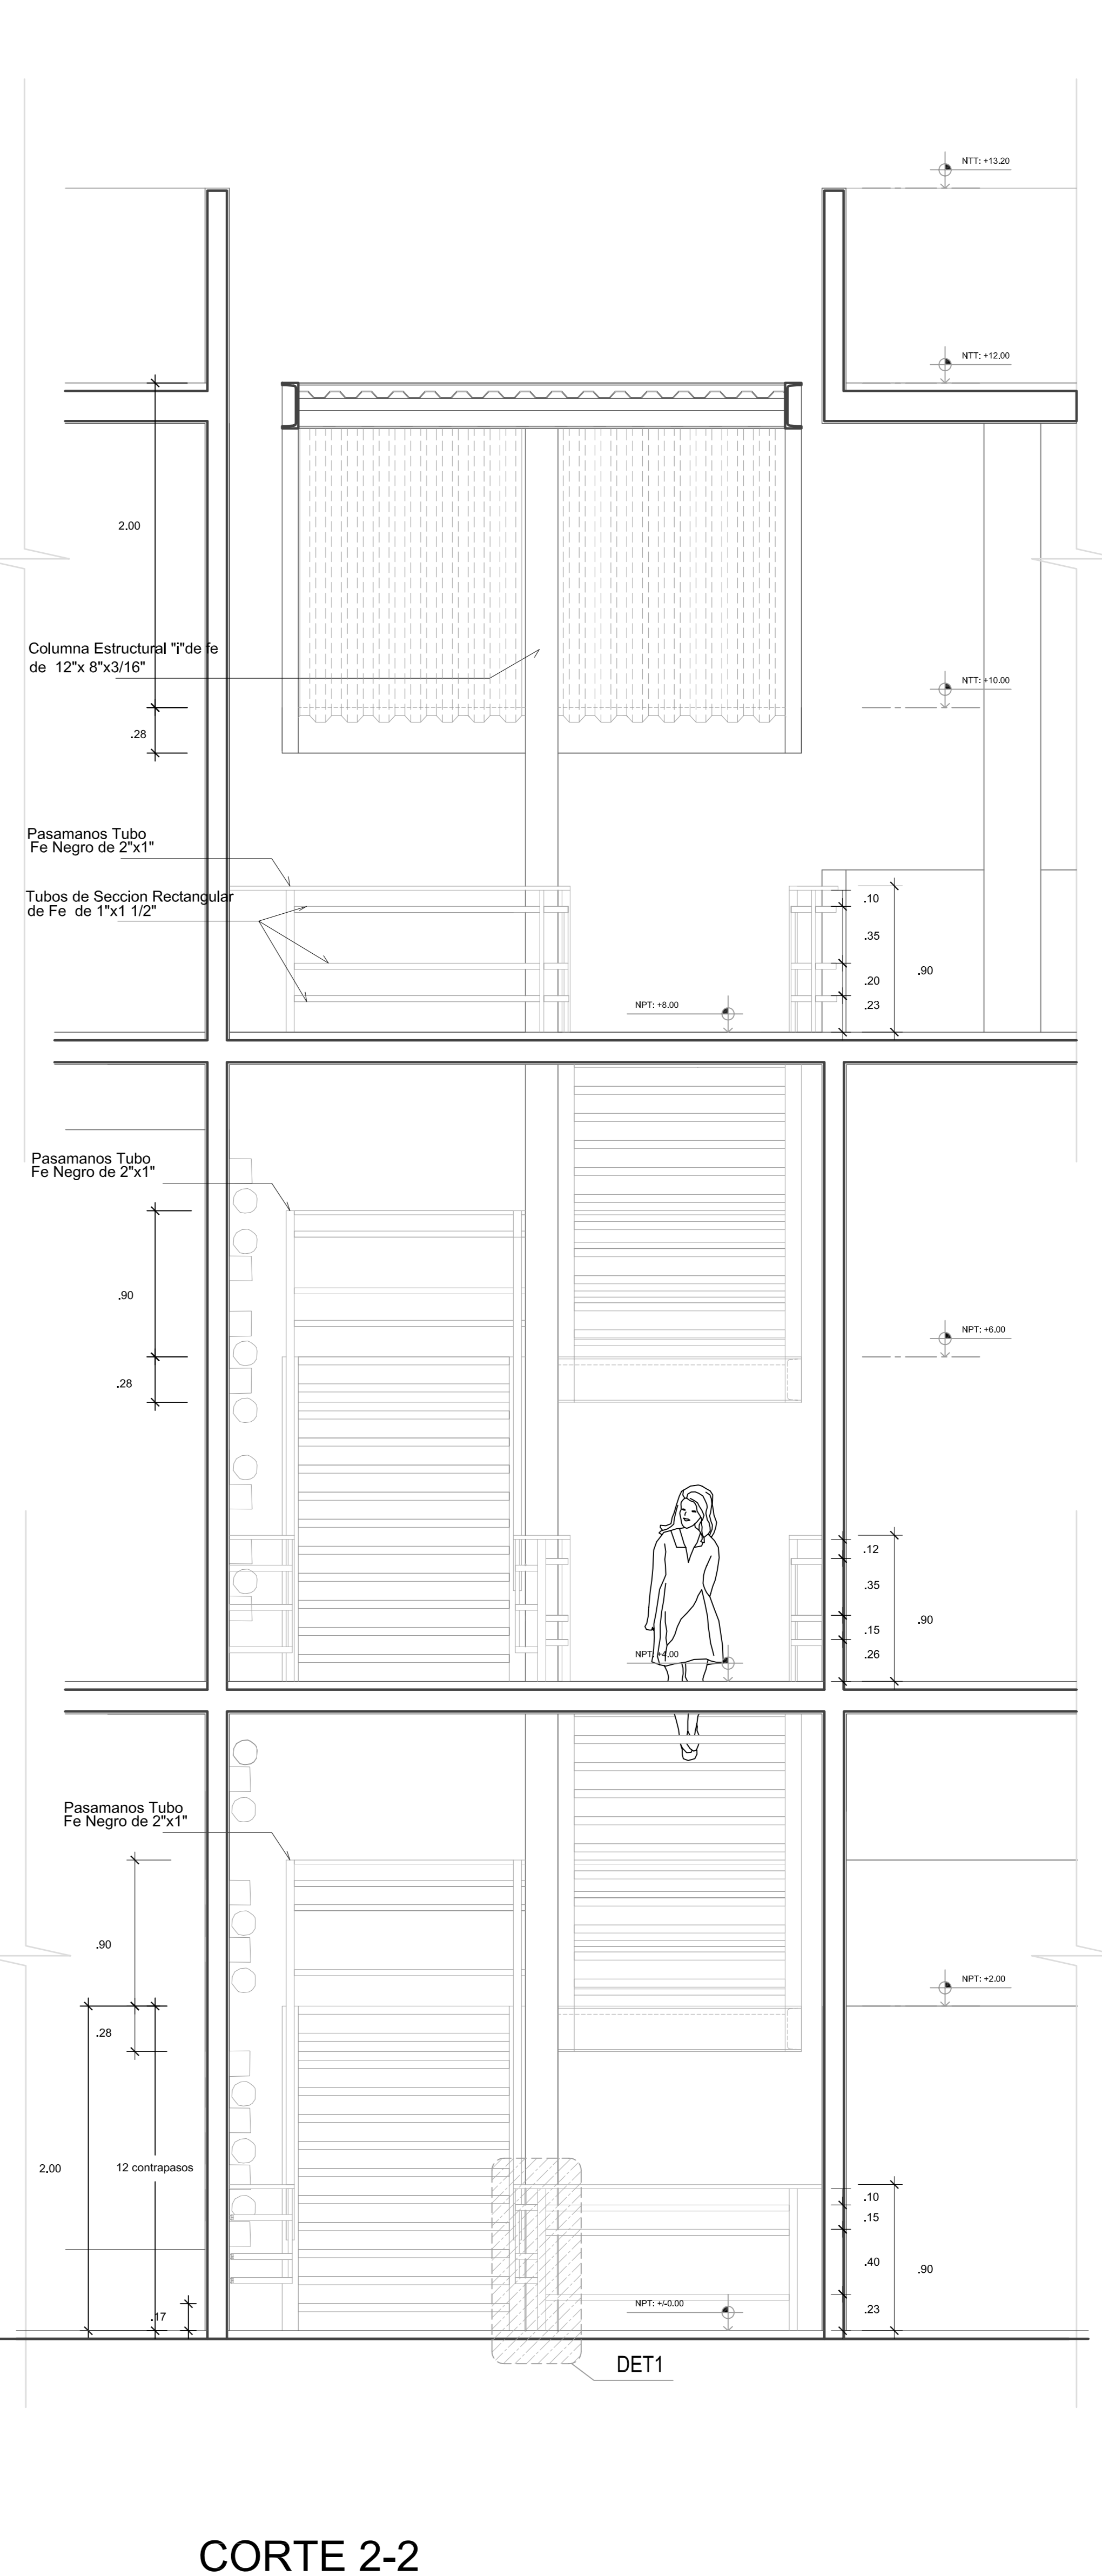 NTT: +13.20
NTT: +12.00
2.00
Columna Estructural "i"de fe
de 12"x 8"x3/16"
NTT: +10.00
.28
Pasamanos Tubo
Fe Negro de 2"x1"
Tubos de Seccion Rectangular
de Fe de 1"x1 1/2"
.10
.35
.90
.20
.23
NPT: +8.00
Pasamanos Tubo
Fe Negro de 2"x1"
.90
NPT: +6.00
.28
.12
.35
.90
.15
.26
NPT: +4.00
Pasamanos Tubo
Fe Negro de 2"x1"
.90
NPT: +2.00
.28
2.00
12 contrapasos
.10
.15
.40
.90
.23
NPT: +/-0.00
.17
DET1
CORTE 2-2